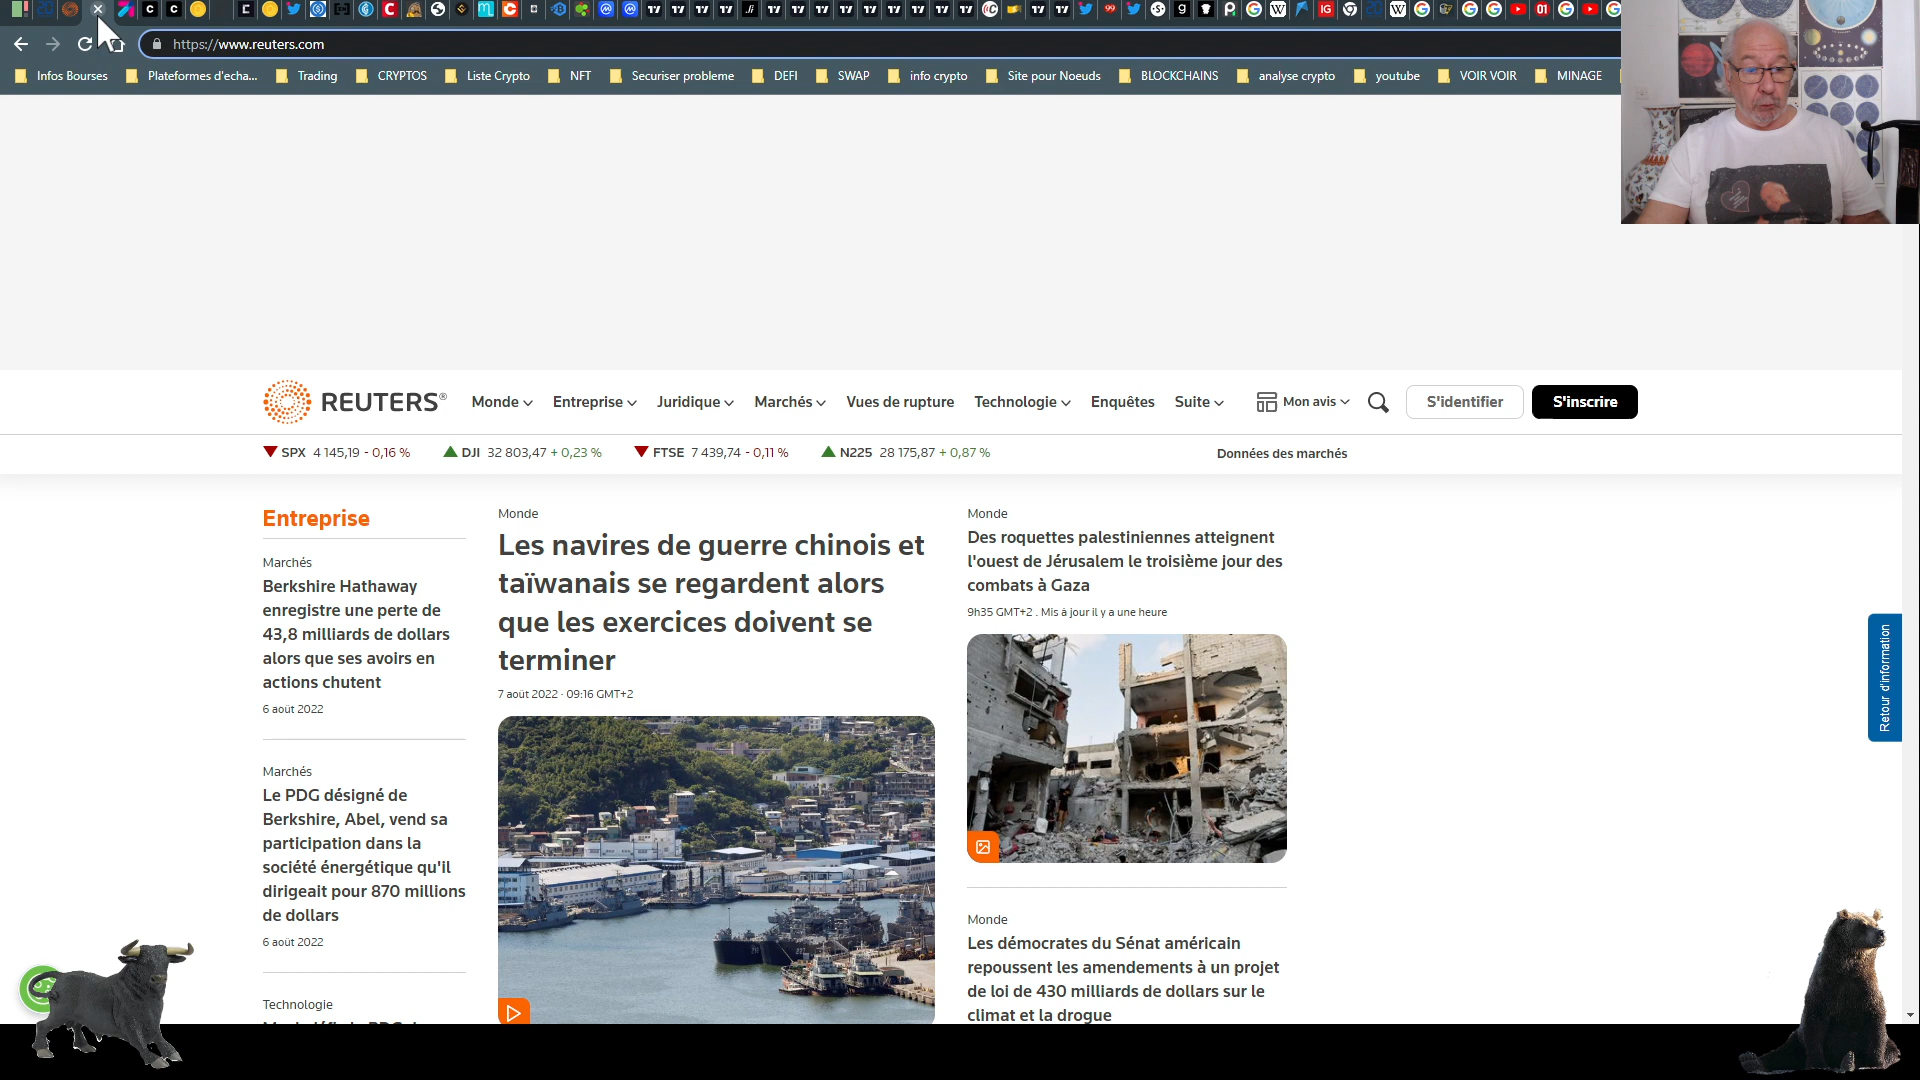 https://www.reuters.com
Infos Bourses
Plateformes d'echa...
Trading
CRYPTOS
Liste Crypto
NFT
Securiser probleme
DEFI
SWAP
info crypto
Site pour Noeuds
BLOCKCHAINS
analyse crypto
youtube
VOIR VOIR
MINAGE
REUTERS®
Monde
Entreprise
Juridique
Marchés
Vues de rupture
Technologie
Enquêtes
Suite
Mon avis
S'identifier
S'inscrire
SPX 4 145,19 - 0,16 %
DJI 32 803,47 + 0,23 %
FTSE 7 439,74 - 0,11 %
N225 28 175,87 + 0,87 %
Données des marchés
Entreprise
Marchés
Berkshire Hathaway
enregistre une perte de
43,8 milliards de dollars
alors que ses avoirs en
actions chutent
6 août 2022
Marchés
Le PDG désigné de
Berkshire, Abel, vend sa
participation dans la
société énergétique qu'il
dirigeait pour 870 millions
de dollars
6 août 2022
Technologie
Monde
Les navires de guerre chinois et
taïwanais se regardent alors
que les exercices doivent se
terminer
7 août 2022 · 09:16 GMT+2
Monde
Des roquettes palestiniennes atteignent
l'ouest de Jérusalem le troisième jour des
combats à Gaza
9h35 GMT+2 . Mis à jour il y a une heure
Monde
Les démocrates du Sénat américain
repoussent les amendements à un projet
de loi de 430 milliards de dollars sur le
climat et la drogue
Retour d'information